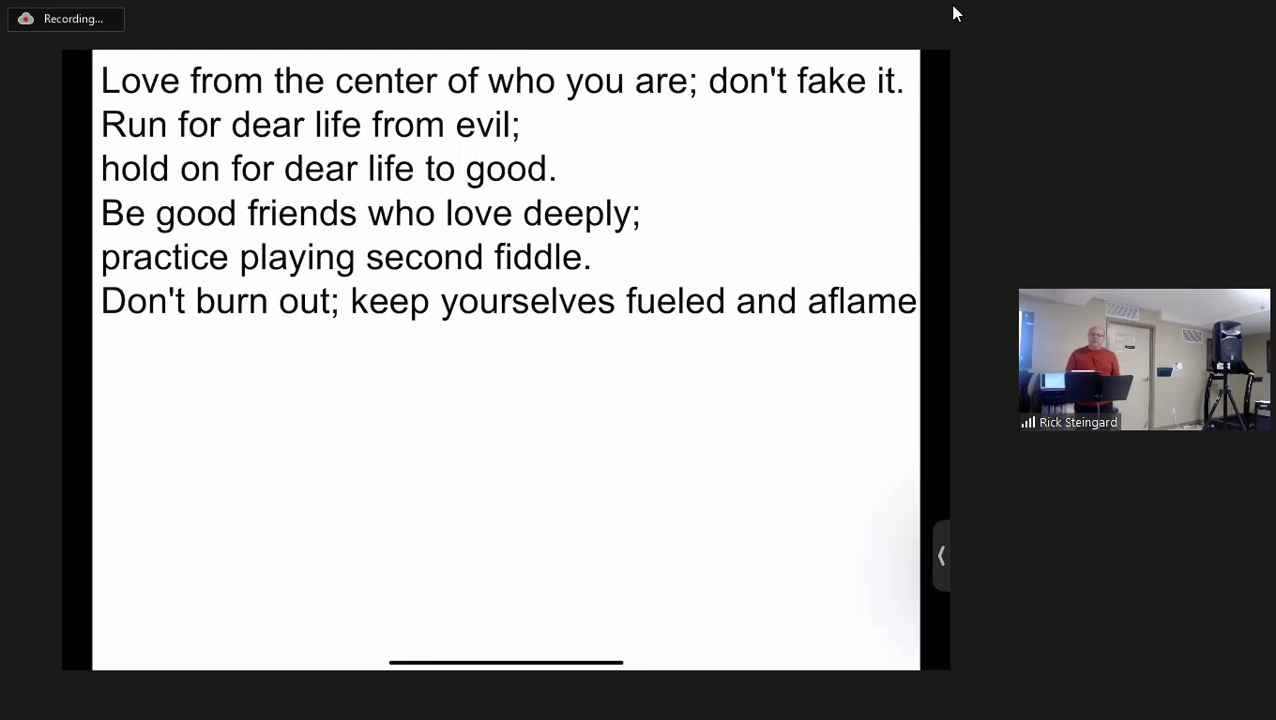 Recording...
Love from the center of who you are; don't fake it.
Run for dear life from evil;
hold on for dear life to good.
Be good friends who love deeply;
practice playing second fiddle.
Don't burn out; keep yourselves fueled and aflame
Rick Steingard